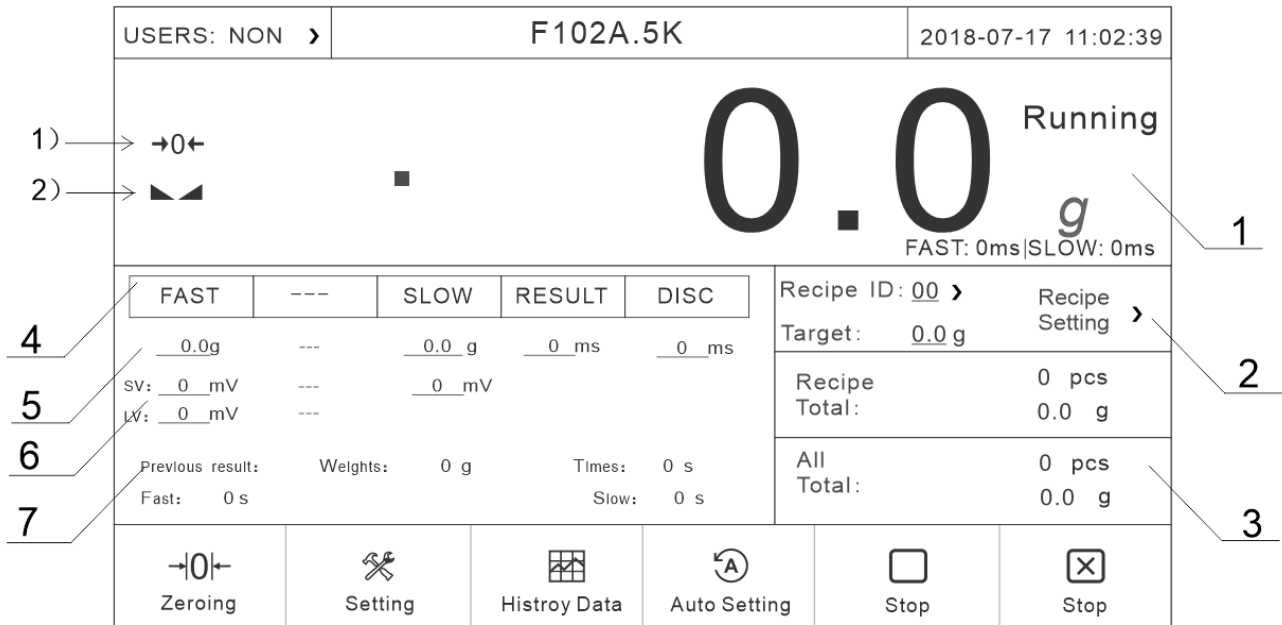 USERS: NON ❯ F102A.5K 2018-07-17 11:02:39
1） →0←
2）
0.0 Running
g
FAST: 0ms|SLOW: 0ms
1
FAST --- SLOW RESULT DISC
0.0g --- 0.0 g 0 ms 0 ms
SV: 0 mV --- 0 mV
LV: 0 mV ---
Previous result: Weights: 0 g Times: 0 s
Fast: 0 s Slow: 0 s
4
5
6
7
Recipe ID: 00 ❯
Target: 0.0 g
Recipe
Setting ❯
2
Recipe
Total:
0 pcs
0.0 g
All
Total:
0 pcs
0.0 g
3
→|0|← A
Zeroing Setting Histroy Data Auto Setting Stop Stop